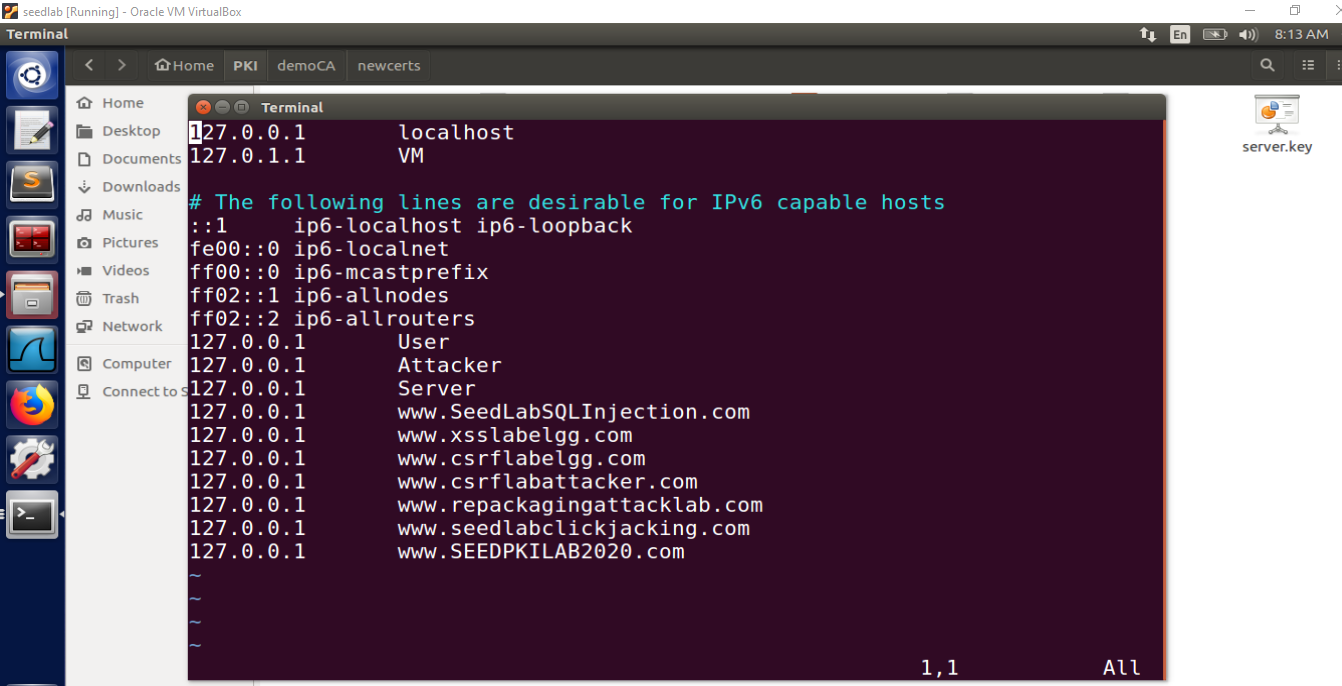 seedlab [Running] - Oracle VM VirtualBox
Terminal
En
8:13 AM
Home PKI demoCA newcerts
Home
Desktop
Documents
Downloads
Music
Pictures
Videos
Trash
Network
Computer
Connect to S
Terminal
127.0.0.1 localhost
127.0.1.1 VM
# The following lines are desirable for IPv6 capable hosts
::1 ip6-localhost ip6-loopback
fe00::0 ip6-localnet
ff00::0 ip6-mcastprefix
ff02::1 ip6-allnodes
ff02::2 ip6-allrouters
127.0.0.1 User
127.0.0.1 Attacker
127.0.0.1 Server
127.0.0.1 www.SeedLabSQLInjection.com
127.0.0.1 www.xsslabelgg.com
127.0.0.1 www.csrflabelgg.com
127.0.0.1 www.csrflabattacker.com
127.0.0.1 www.repackagingattacklab.com
127.0.0.1 www.seedlabclickjacking.com
127.0.0.1 www.SEEDPKILAB2020.com
~
~
~
~
1,1 All
server.key